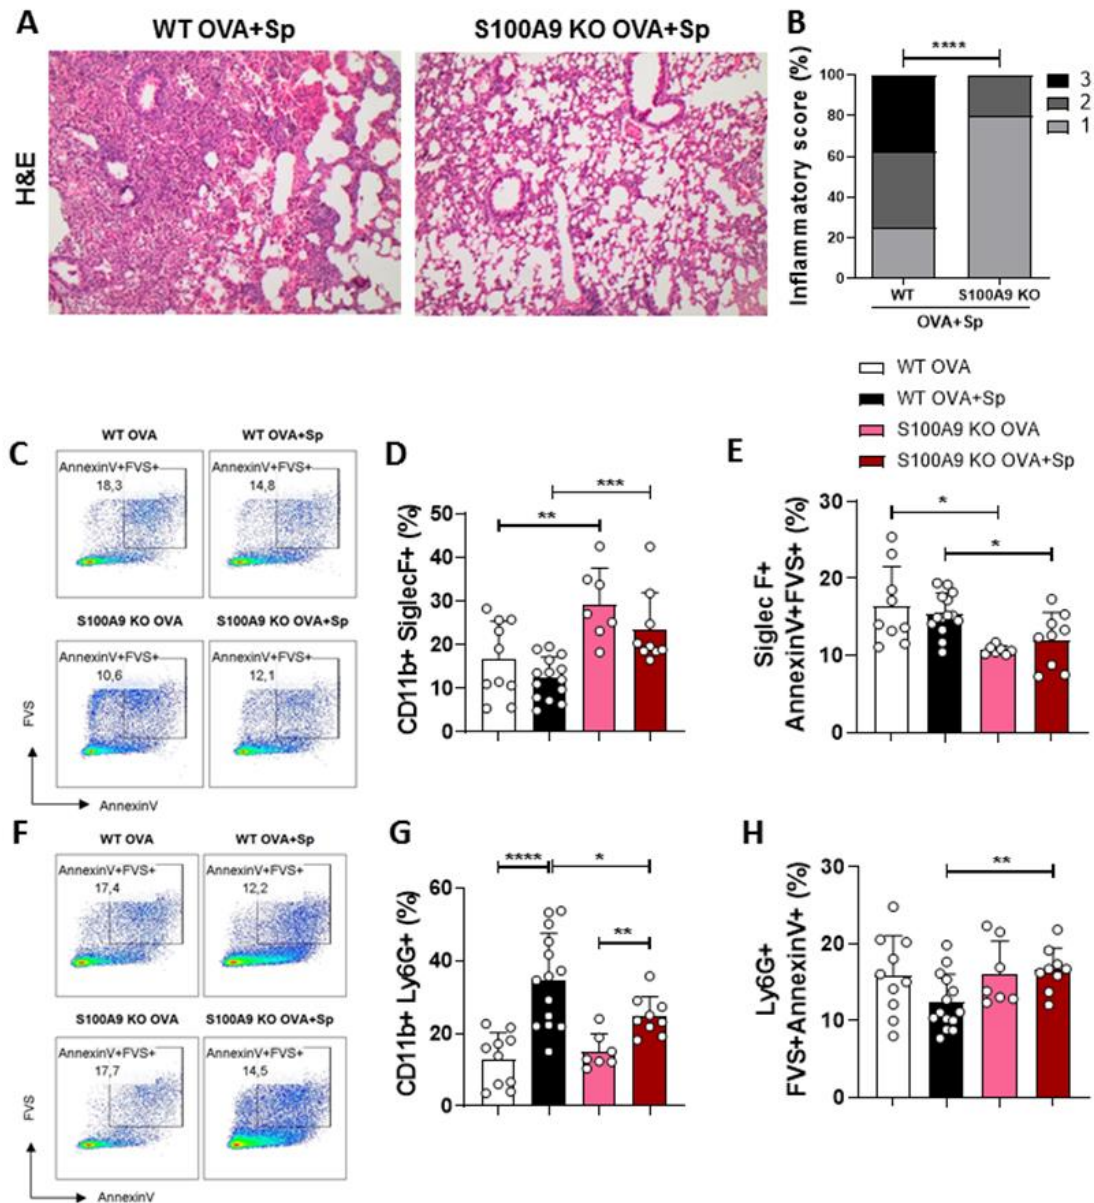 A
WT OVA+Sp
S100A9 KO OVA+Sp
H&E
B
****
Inflammatory score (%)
100
80
60
40
20
0
3
2
1
WT
S100A9 KO
OVA+Sp
WT OVA
WT OVA+Sp
S100A9 KO OVA
S100A9 KO OVA+Sp
C
WT OVA
WT OVA+Sp
AnnexinV+FVS+
18,3
AnnexinV+FVS+
14,8
S100A9 KO OVA
S100A9 KO OVA+Sp
AnnexinV+FVS+
10,6
AnnexinV+FVS+
12,1
FVS
AnnexinV
D
***
**
CD11b+ SiglecF+ (%)
50
40
30
20
10
0
E
*
*
Siglec F+
AnnexinV+FVS+ (%)
30
20
10
0
F
WT OVA
WT OVA+Sp
AnnexinV+FVS+
17,4
AnnexinV+FVS+
12,2
S100A9 KO OVA
S100A9 KO OVA+Sp
AnnexinV+FVS+
17,7
AnnexinV+FVS+
14,5
FVS
AnnexinV
G
****
*
**
CD11b+ Ly6G+ (%)
60
40
20
0
H
**
Ly6G+
FVS+AnnexinV+ (%)
30
20
10
0